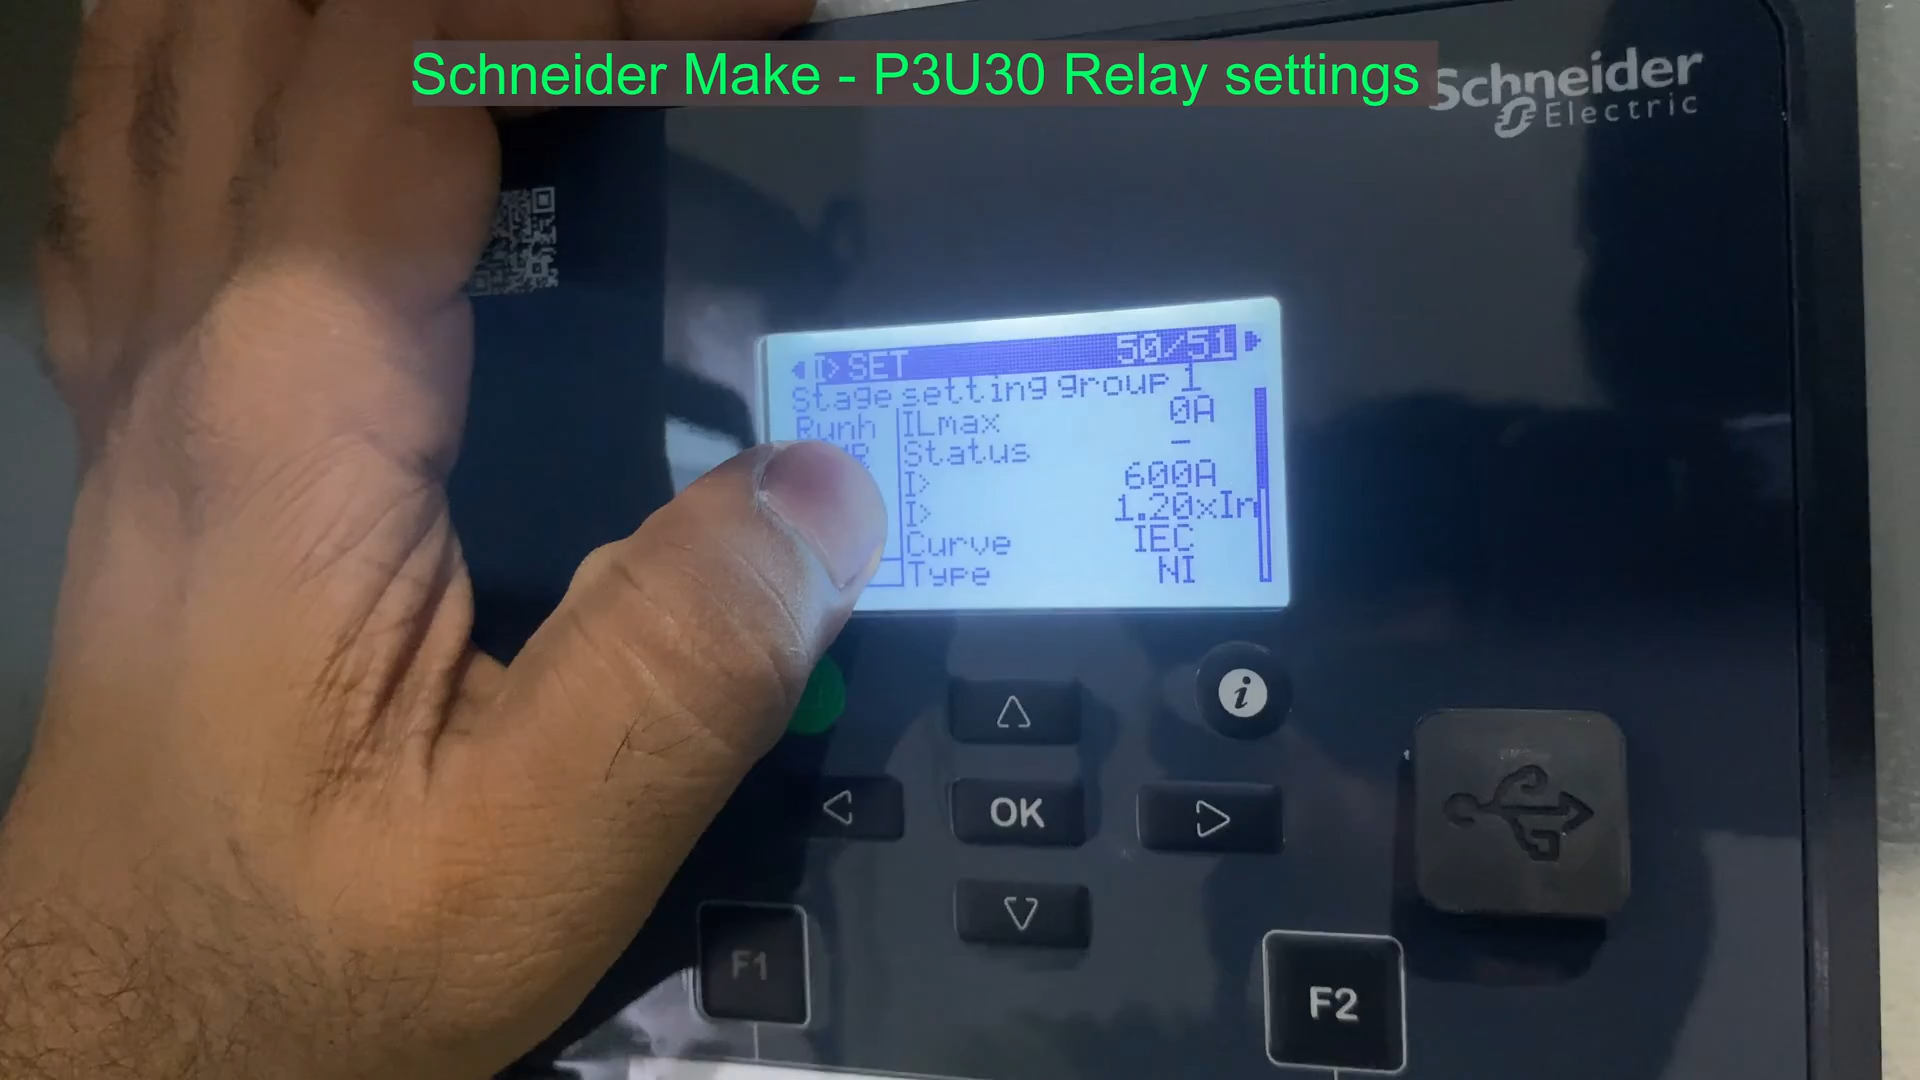 Schneider Make - P3U30 Relay settings
Schneider
Electric
I> SET 50/51
Stage setting group 1
Runh ILmax 0A
Status -
I> 600A
I> 1.20xIn
Curve IEC
Type NI
i
OK
F1
F2